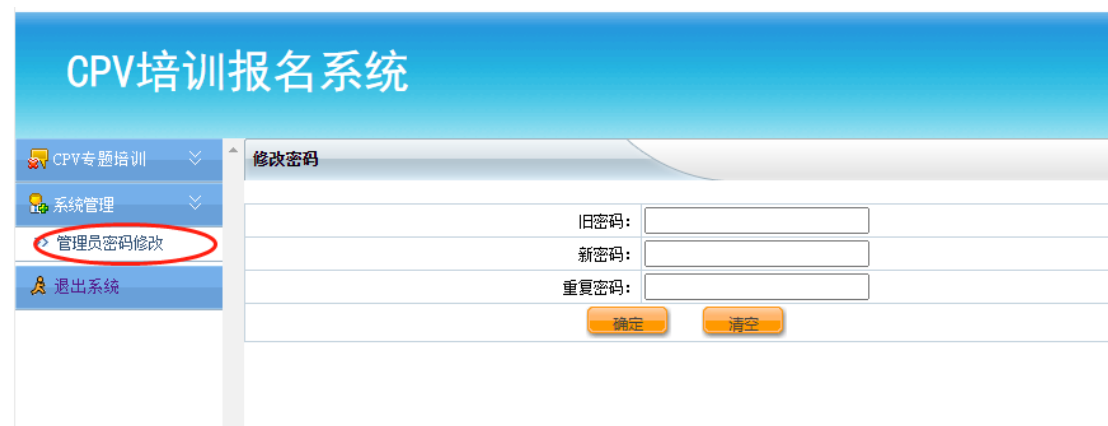 CPV培训报名系统
CPV专题培训
系统管理
管理员密码修改
退出系统
修改密码
旧密码：
新密码：
重复密码：
确定 清空